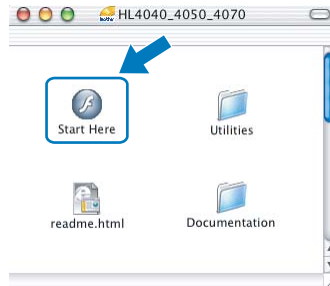 HL4040_4050_4070
Start Here
Utilities
readme.html
Documentation